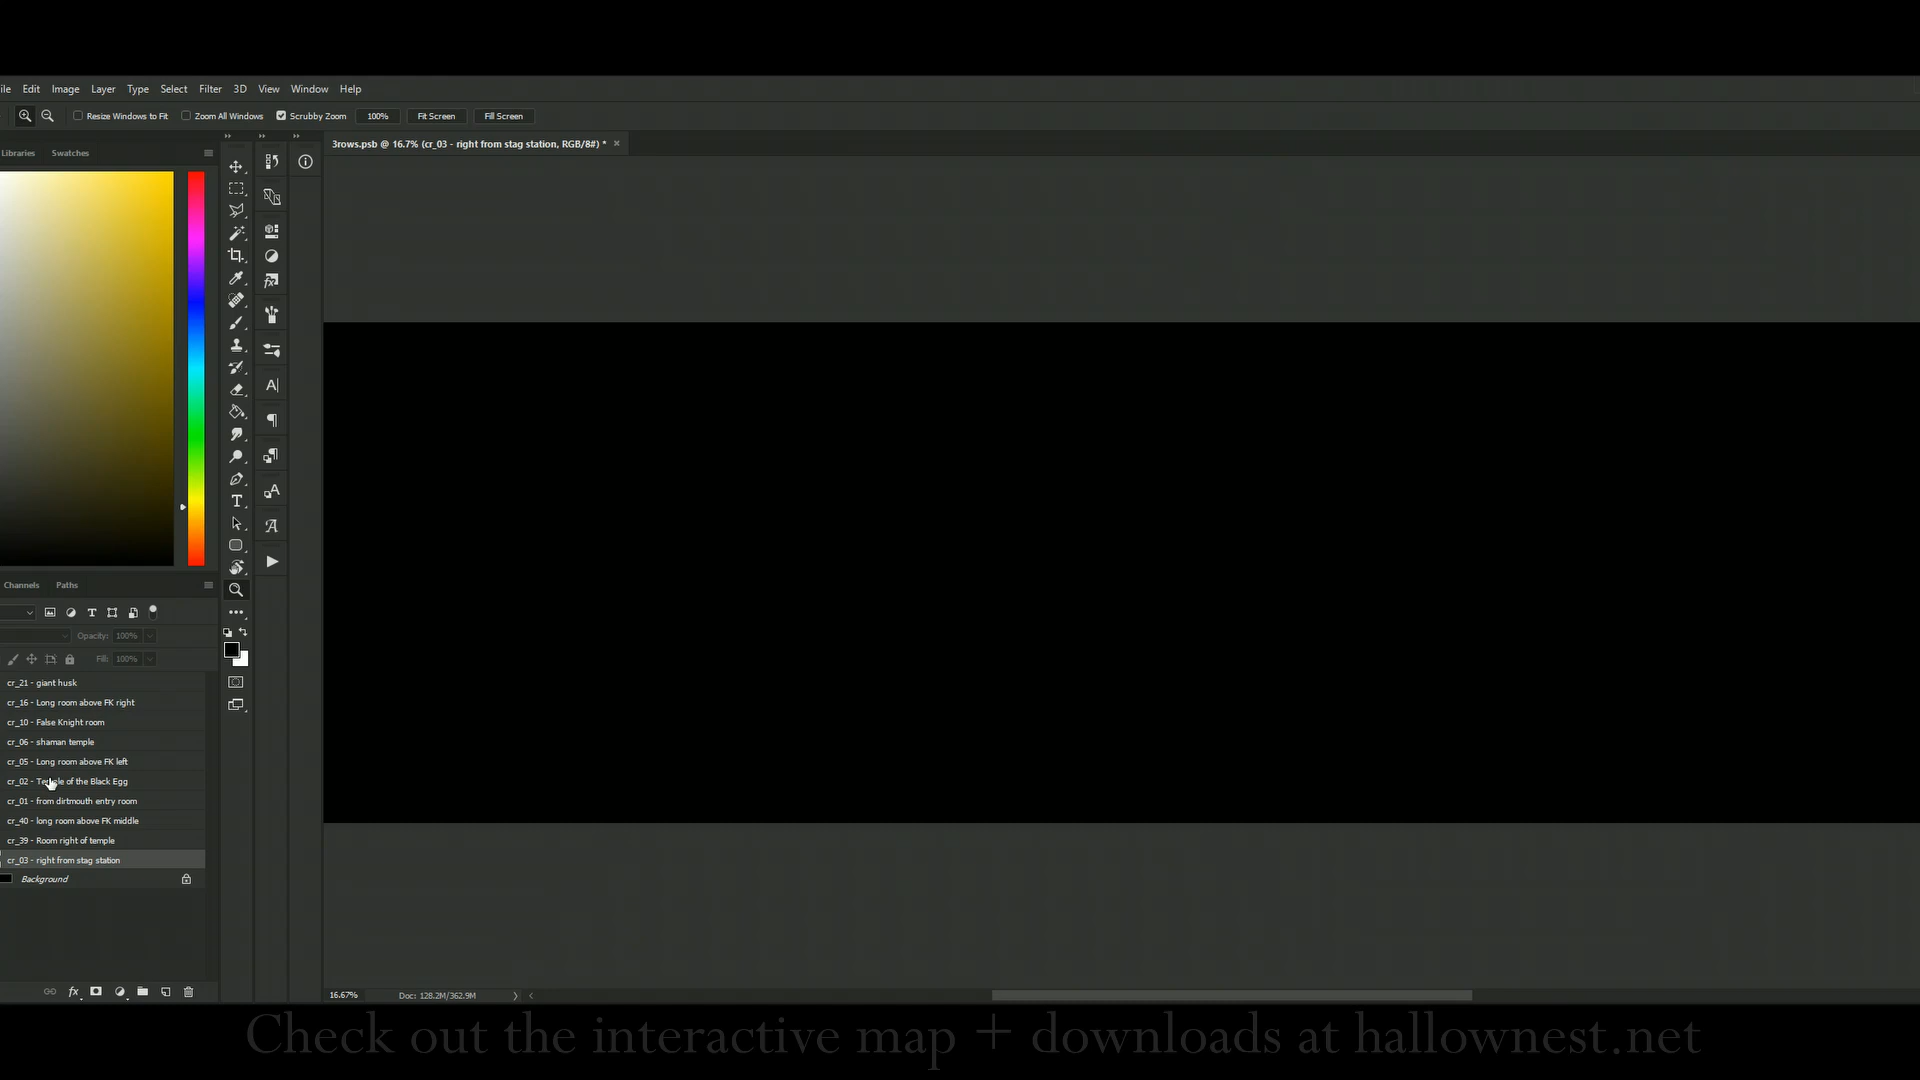 ile Edit Image Layer Type Select Filter 3D View Window Help
Resize Windows to Fit Zoom All Windows Scrubby Zoom 100% Fit Screen Fill Screen
3rows.psb @ 16.7% (cr_03 - right from stag station, RGB/8#) * ×
Libraries Swatches
Channels Paths
Opacity: 100%
Fill: 100%
cr_21 - giant husk
cr_16 - Long room above FK right
cr_10 - False Knight room
cr_06 - shaman temple
cr_05 - Long room above FK left
cr_02 - Temple of the Black Egg
cr_01 - from dirtmouth entry room
cr_40 - long room above FK middle
cr_39 - Room right of temple
cr_03 - right from stag station
Background
16.67% Doc: 128.2M/362.9M
Check out the interactive map + downloads at hallownest.net